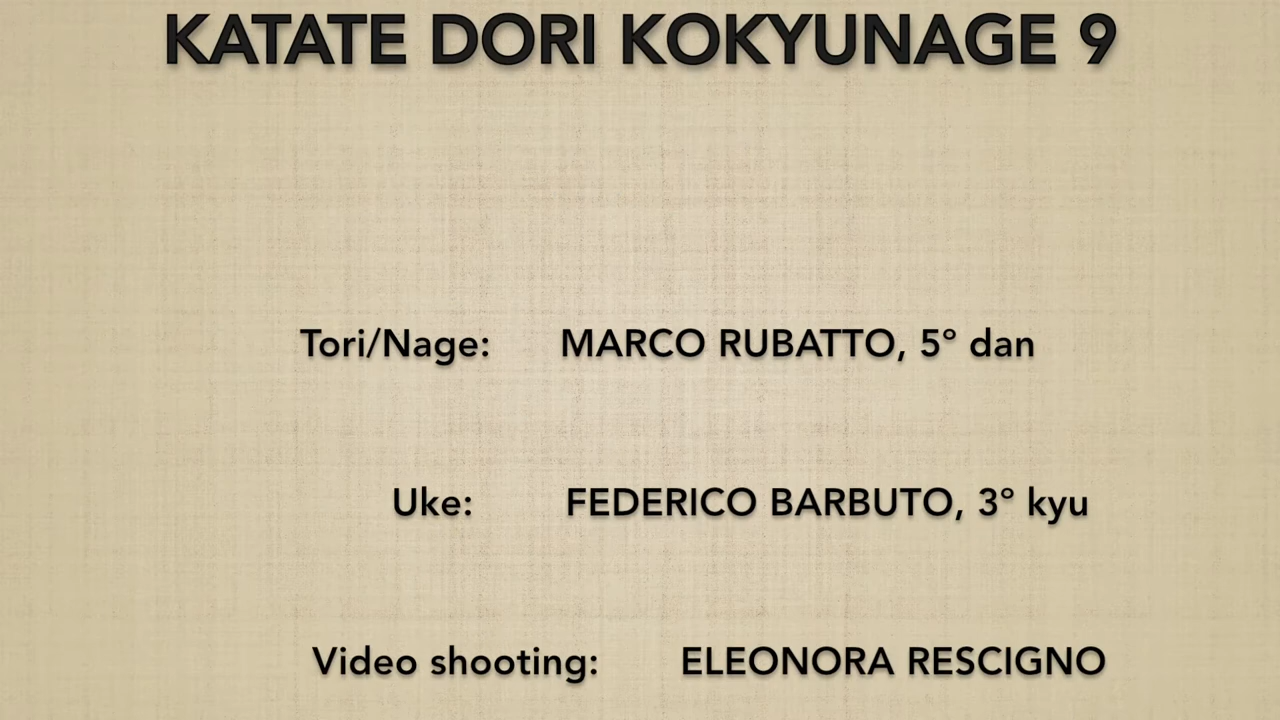 KATATE DORI KOKYUNAGE 9
Tori/Nage: MARCO RUBATTO, 5° dan
Uke: FEDERICO BARBUTO, 3° kyu
Video shooting: ELEONORA RESCIGNO